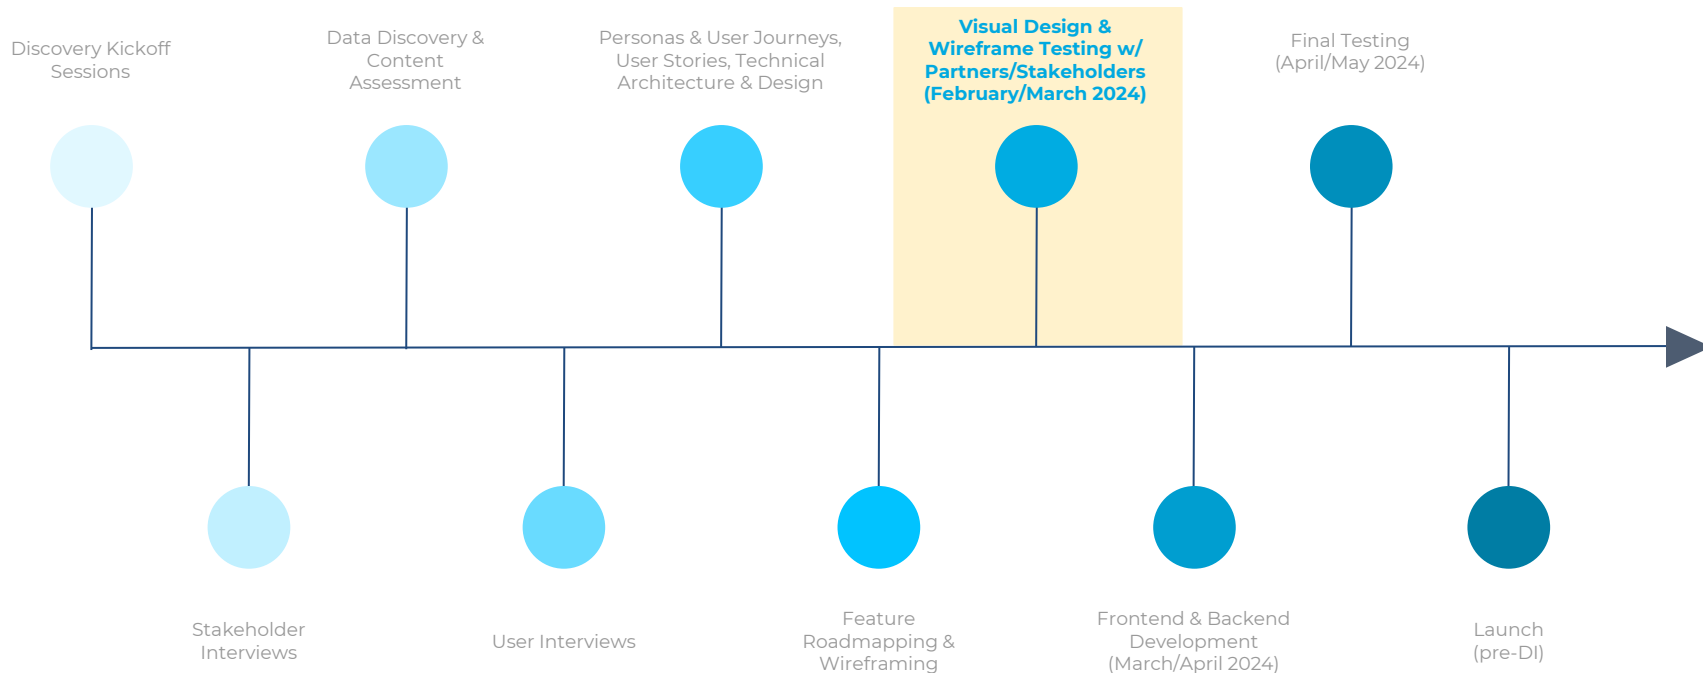 Discovery Kickoff
Sessions
Data Discovery &
Content
Assessment
Personas & User Journeys,
User Stories, Technical
Architecture & Design
Visual Design &
Wireframe Testing w/
Partners/Stakeholders
(February/March 2024)
Final Testing
(April/May 2024)
Stakeholder
Interviews
User Interviews
Feature
Roadmapping &
Wireframing
Frontend & Backend
Development
(March/April 2024)
Launch
(pre-DI)